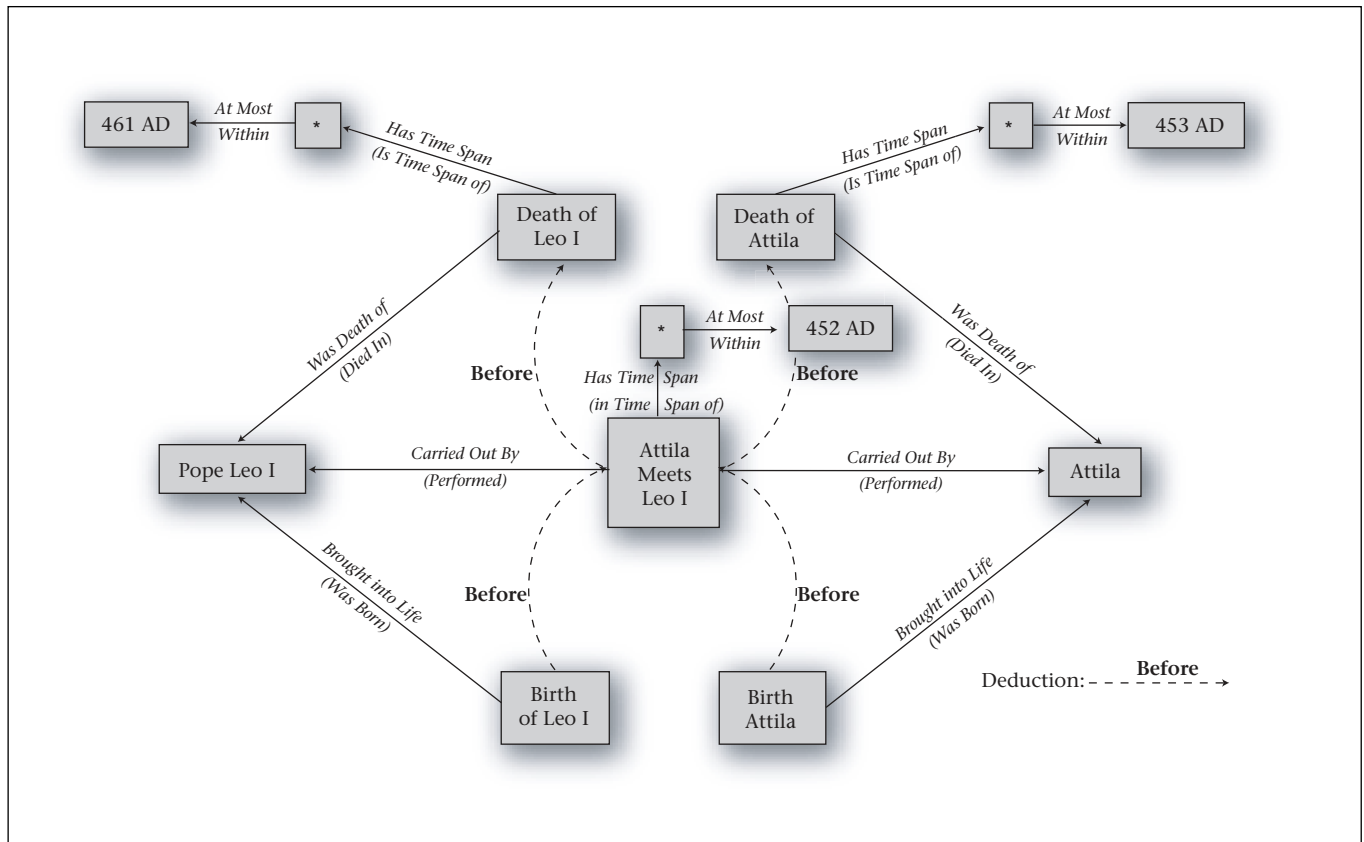 461 AD
At Most
Within
*
Has Time Span
(Is Time Span of)
Has Time Span
(Is Time Span of)
*
At Most
Within
453 AD
Death of
Leo I
Death of
Attila
Was Death of
(Died In)
Before
*
At Most
Within
452 AD
Before
Has Time Span
(in Time Span of)
Was Death of
(Died In)
Pope Leo I
Carried Out By
(Performed)
Attila
Meets
Leo I
Carried Out By
(Performed)
Attila
Brought into Life
(Was Born)
Before
Before
Brought into Life
(Was Born)
Birth
of Leo I
Birth
Attila
Deduction: Before